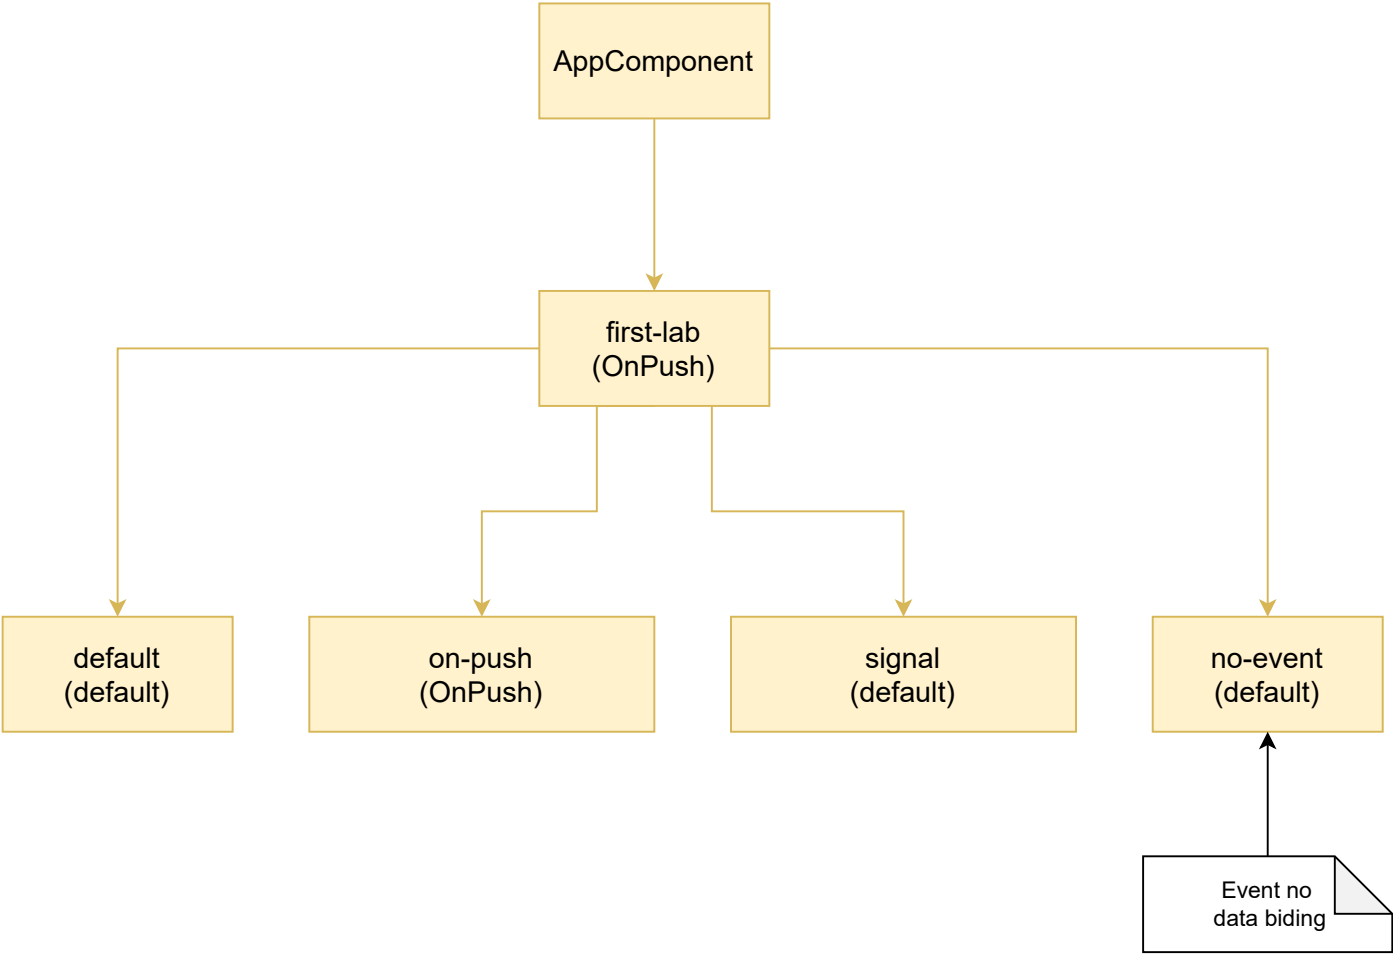 AppComponent
first-lab
(OnPush)
default
(default)
on-push
(OnPush)
signal
(default)
no-event
(default)
Event no
data biding